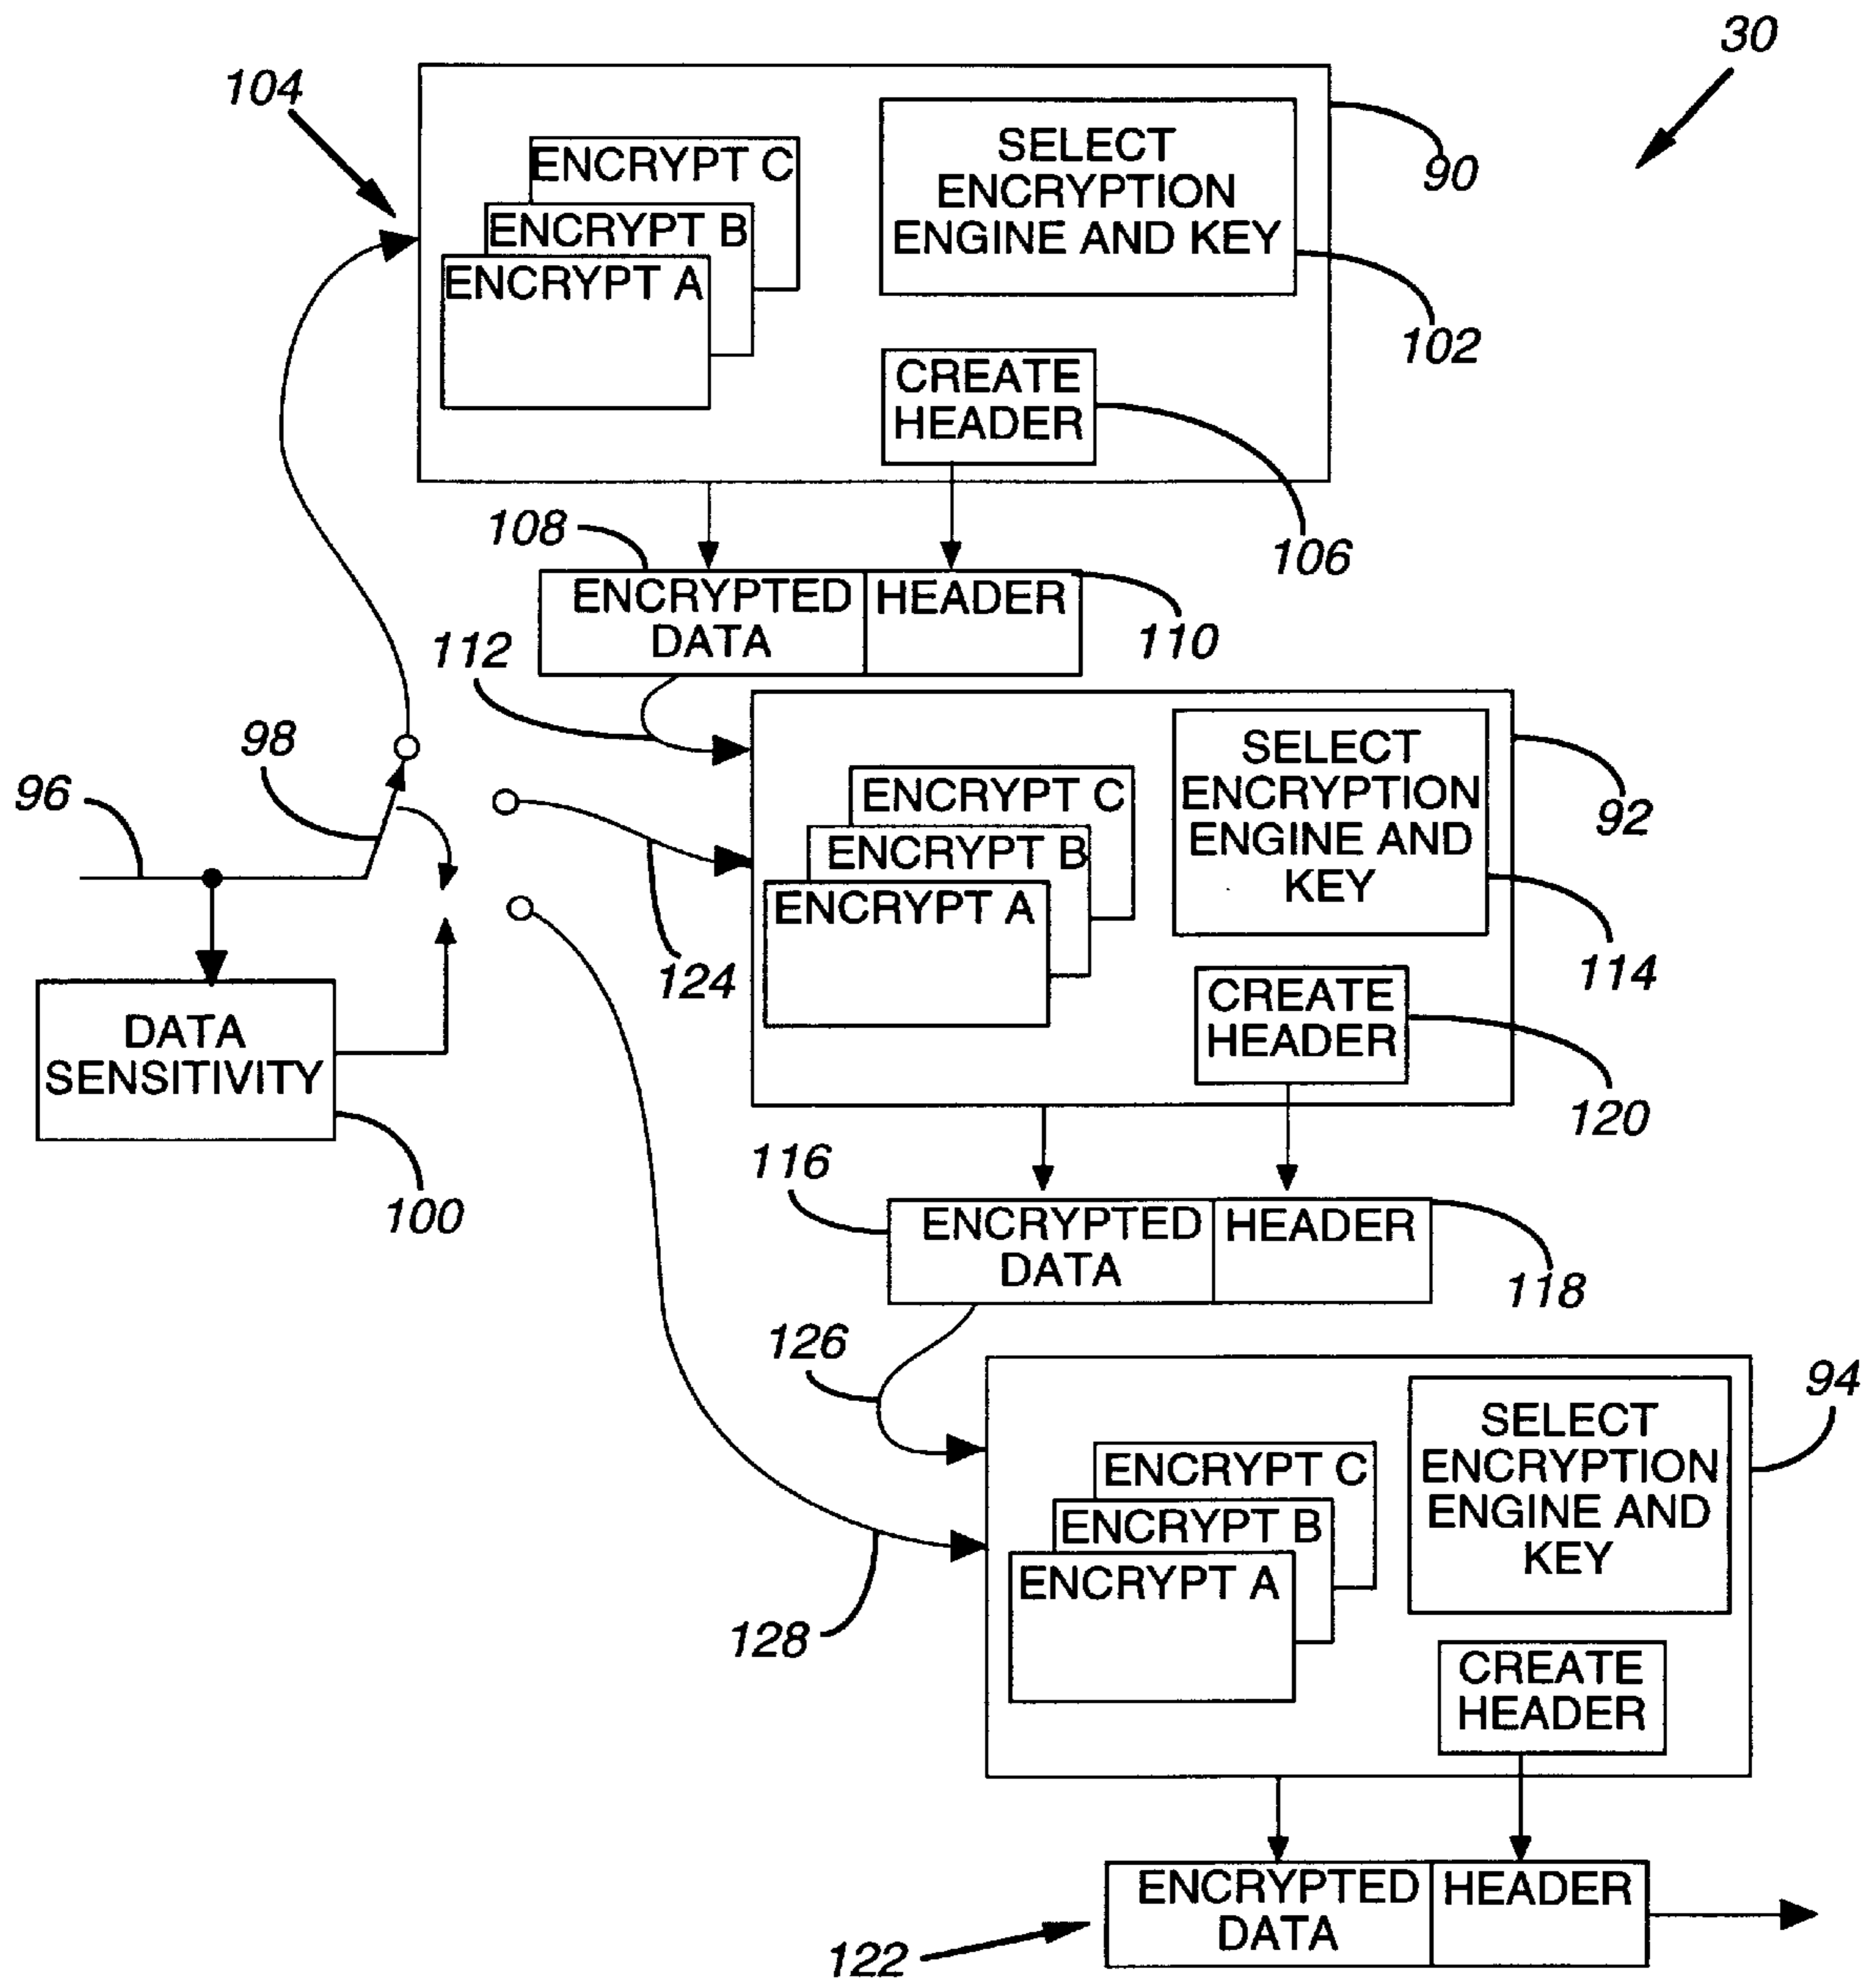 30
104
90
ENCRYPT C
ENCRYPT B
ENCRYPT A
SELECT
ENCRYPTION
ENGINE AND KEY
102
CREATE
HEADER
106
108
ENCRYPTED
DATA
HEADER
110
112
92
ENCRYPT C
ENCRYPT B
ENCRYPT A
SELECT
ENCRYPTION
ENGINE AND
KEY
114
98
96
124
CREATE
HEADER
120
DATA
SENSITIVITY
100
116
ENCRYPTED
DATA
HEADER
118
126
94
ENCRYPT C
ENCRYPT B
ENCRYPT A
SELECT
ENCRYPTION
ENGINE AND
KEY
128
CREATE
HEADER
ENCRYPTED
DATA
HEADER
122